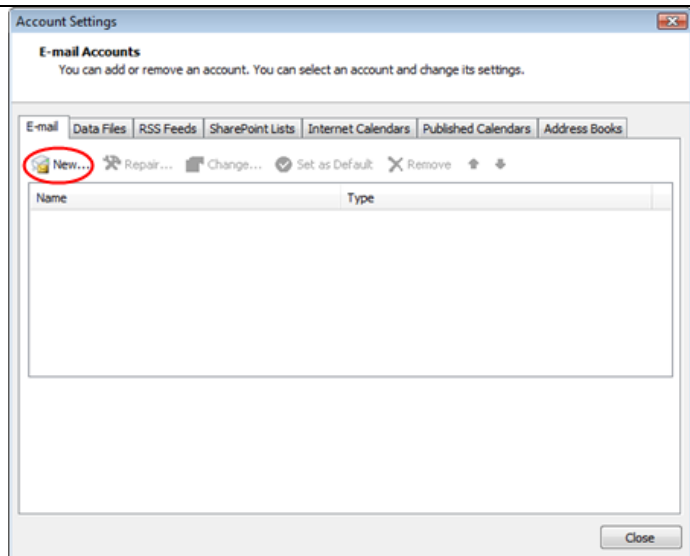 Account Settings
E-mail Accounts
You can add or remove an account. You can select an account and change its settings.
E-mail Data Files RSS Feeds SharePoint Lists Internet Calendars Published Calendars Address Books
New... Repair... Change... Set as Default Remove
Name Type
Close